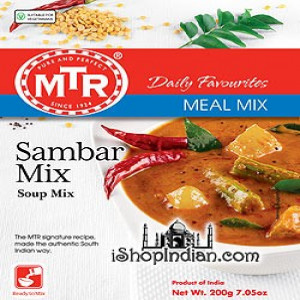 SUITABLE FOR
VEGETARIANS
PURE AND PERFECT
MTR
SINCE 1924
Daily Favourites
MEAL MIX
Sambar
Mix
Soup Mix
The MTR signature recipe,
made the authentic South
Indian way.
iShopIndian.com
Ready to Mix
Product of India
Net Wt. 200g 7.05oz